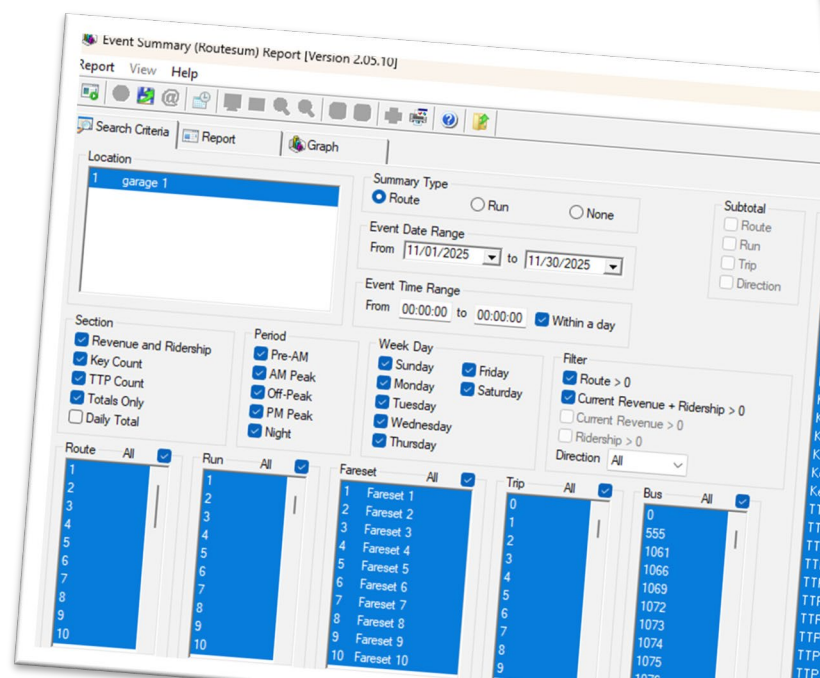 Event Summary (Routesum) Report [Version 2.05.10]
Report View Help
Search Criteria Report Graph
Location
1 garage 1
Summary Type
Route Run None
Subtotal
Route
Run
Trip
Direction
Event Date Range
From 11/01/2025 to 11/30/2025
Event Time Range
From 00:00:00 to 00:00:00 Within a day
Section
Revenue and Ridership
Key Count
TTP Count
Totals Only
Daily Total
Period
Pre-AM
AM Peak
Off-Peak
PM Peak
Night
Week Day
Sunday Friday
Monday Saturday
Tuesday
Wednesday
Thursday
Filter
Route > 0
Current Revenue + Ridership > 0
Current Revenue > 0
Ridership > 0
Direction All
Route All
1
2
3
4
5
6
7
8
9
10
Run All
1
2
3
4
5
6
7
8
9
10
Fareset All
1 Fareset 1
2 Fareset 2
3 Fareset 3
4 Fareset 4
5 Fareset 5
6 Fareset 6
7 Fareset 7
8 Fareset 8
9 Fareset 9
10 Fareset 10
Trip All
0
1
2
3
4
5
6
7
8
9
Bus All
0
555
1061
1066
1069
1072
1073
1074
1075
TTP
TTP
TTP